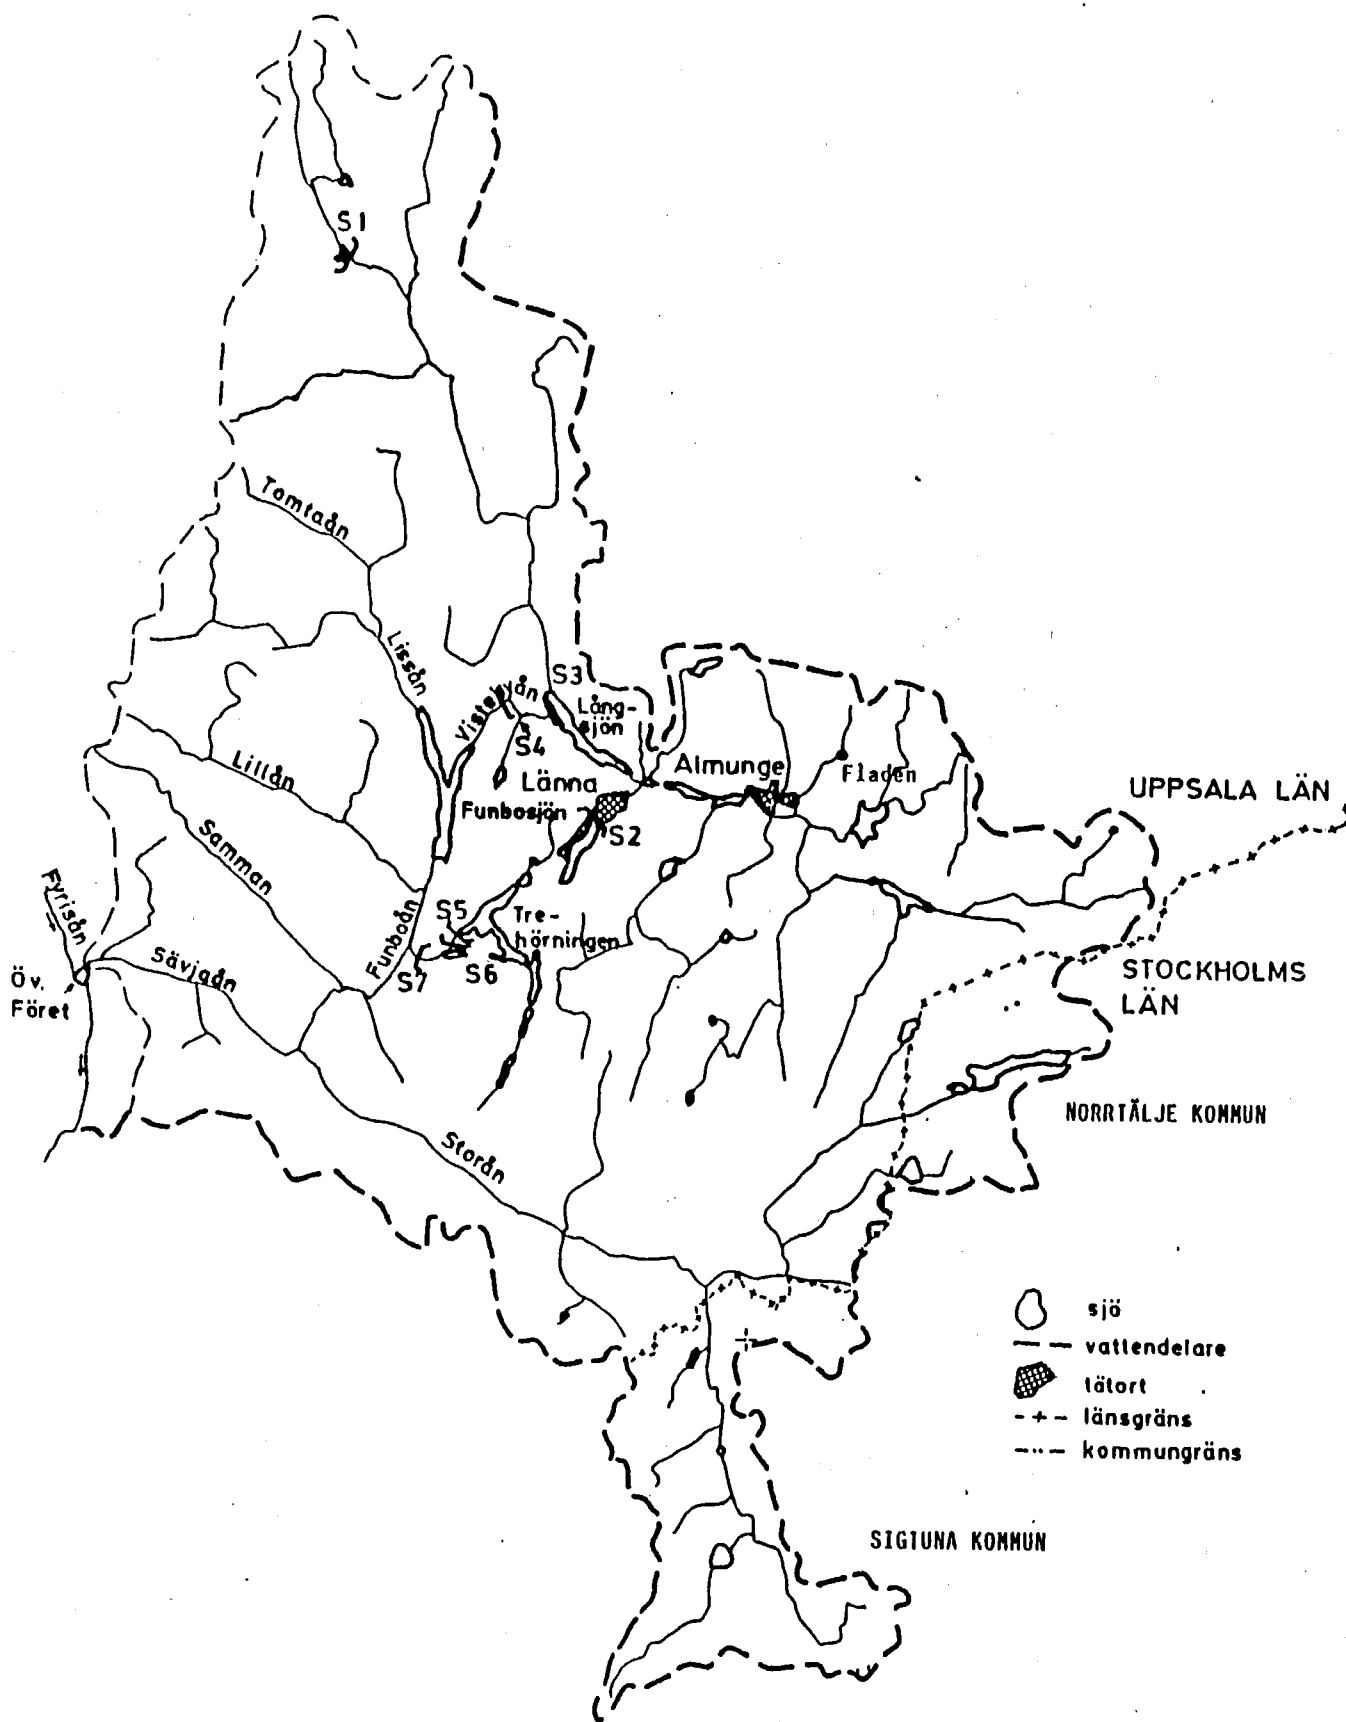 S1
Tomtaån
Lissån
S3
Vistebyån
Lång-
sjön
S4
Almunge
Fladen
Länna
UPPSALA LÄN
Lillån
Funbosjön
S2
Samman
Fyrisån
S5
Tre-
hörningen
Funboån
Sävjaån
S7
S6
Öv.
Föret
STOCKHOLMS
LÄN
NORRTÄLJE KOMMUN
Storån
sjö
vattendelare
tätort
länsgräns
kommungräns
SIGTUNA KOMMUN